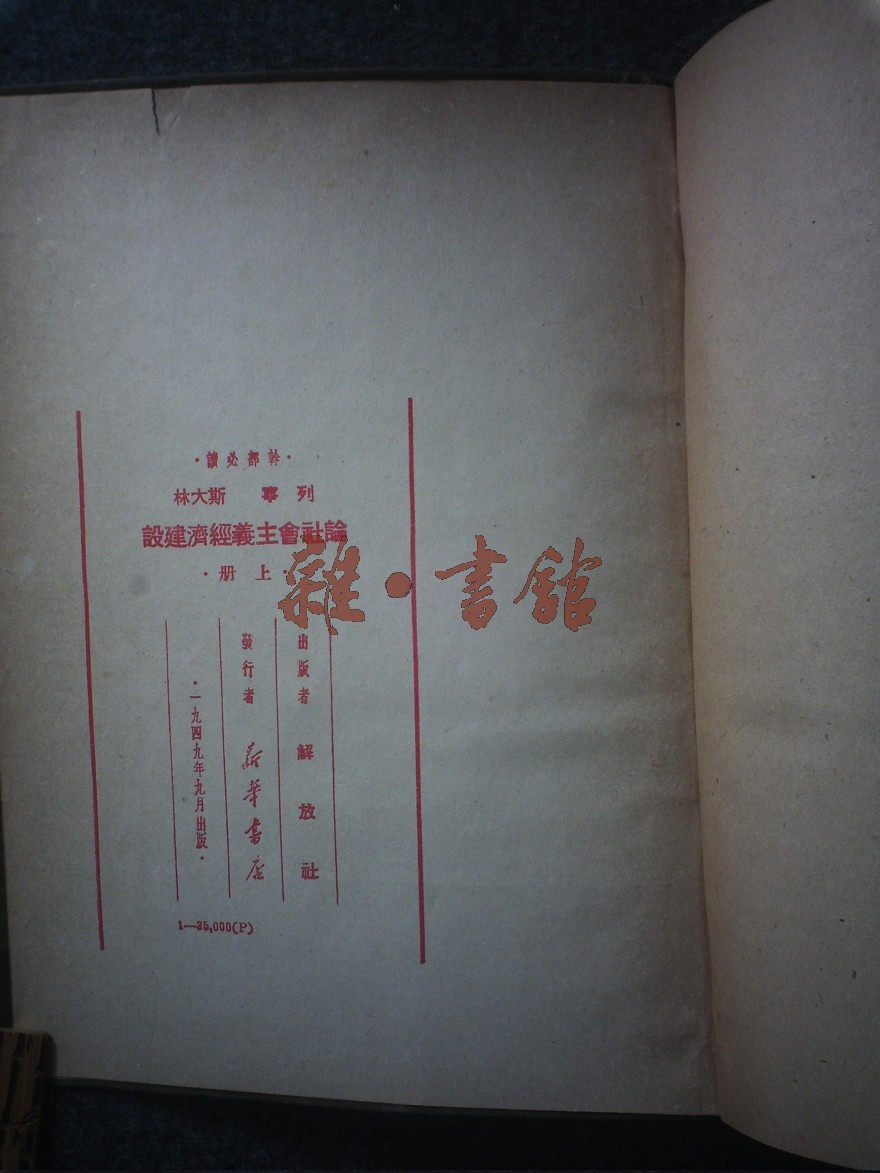 ·幹部必讀·
列寧 斯大林
論社會主義經濟建設
·上册·
出版者 解放社
發行者 新華書店
·一九四九年九月出版·
1—35,000(P)
雜·書館